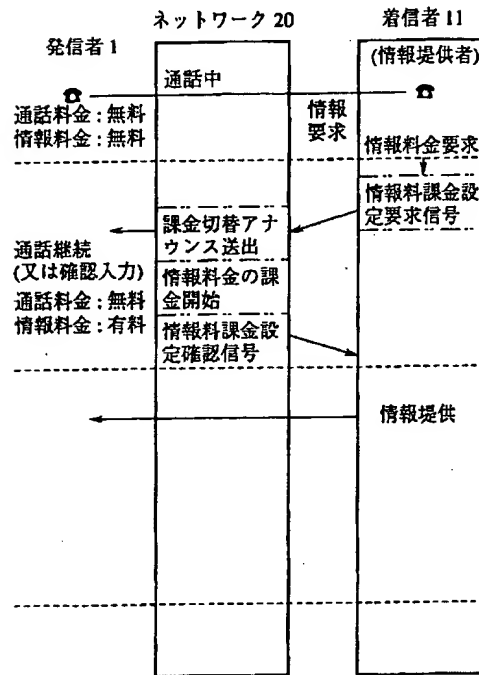 ネットワーク20
着信者11
発信者1
(情報提供者)
通話中
通話料金:無料
情報料金:無料
情報
要求
情報料金要求
情報料課金設
定要求信号
課金切替アナ
ウンス送出
通話継続
(又は確認入力)
情報料金の課
金開始
通話料金:無料
情報料金:有料
情報料課金設
定確認信号
情報提供